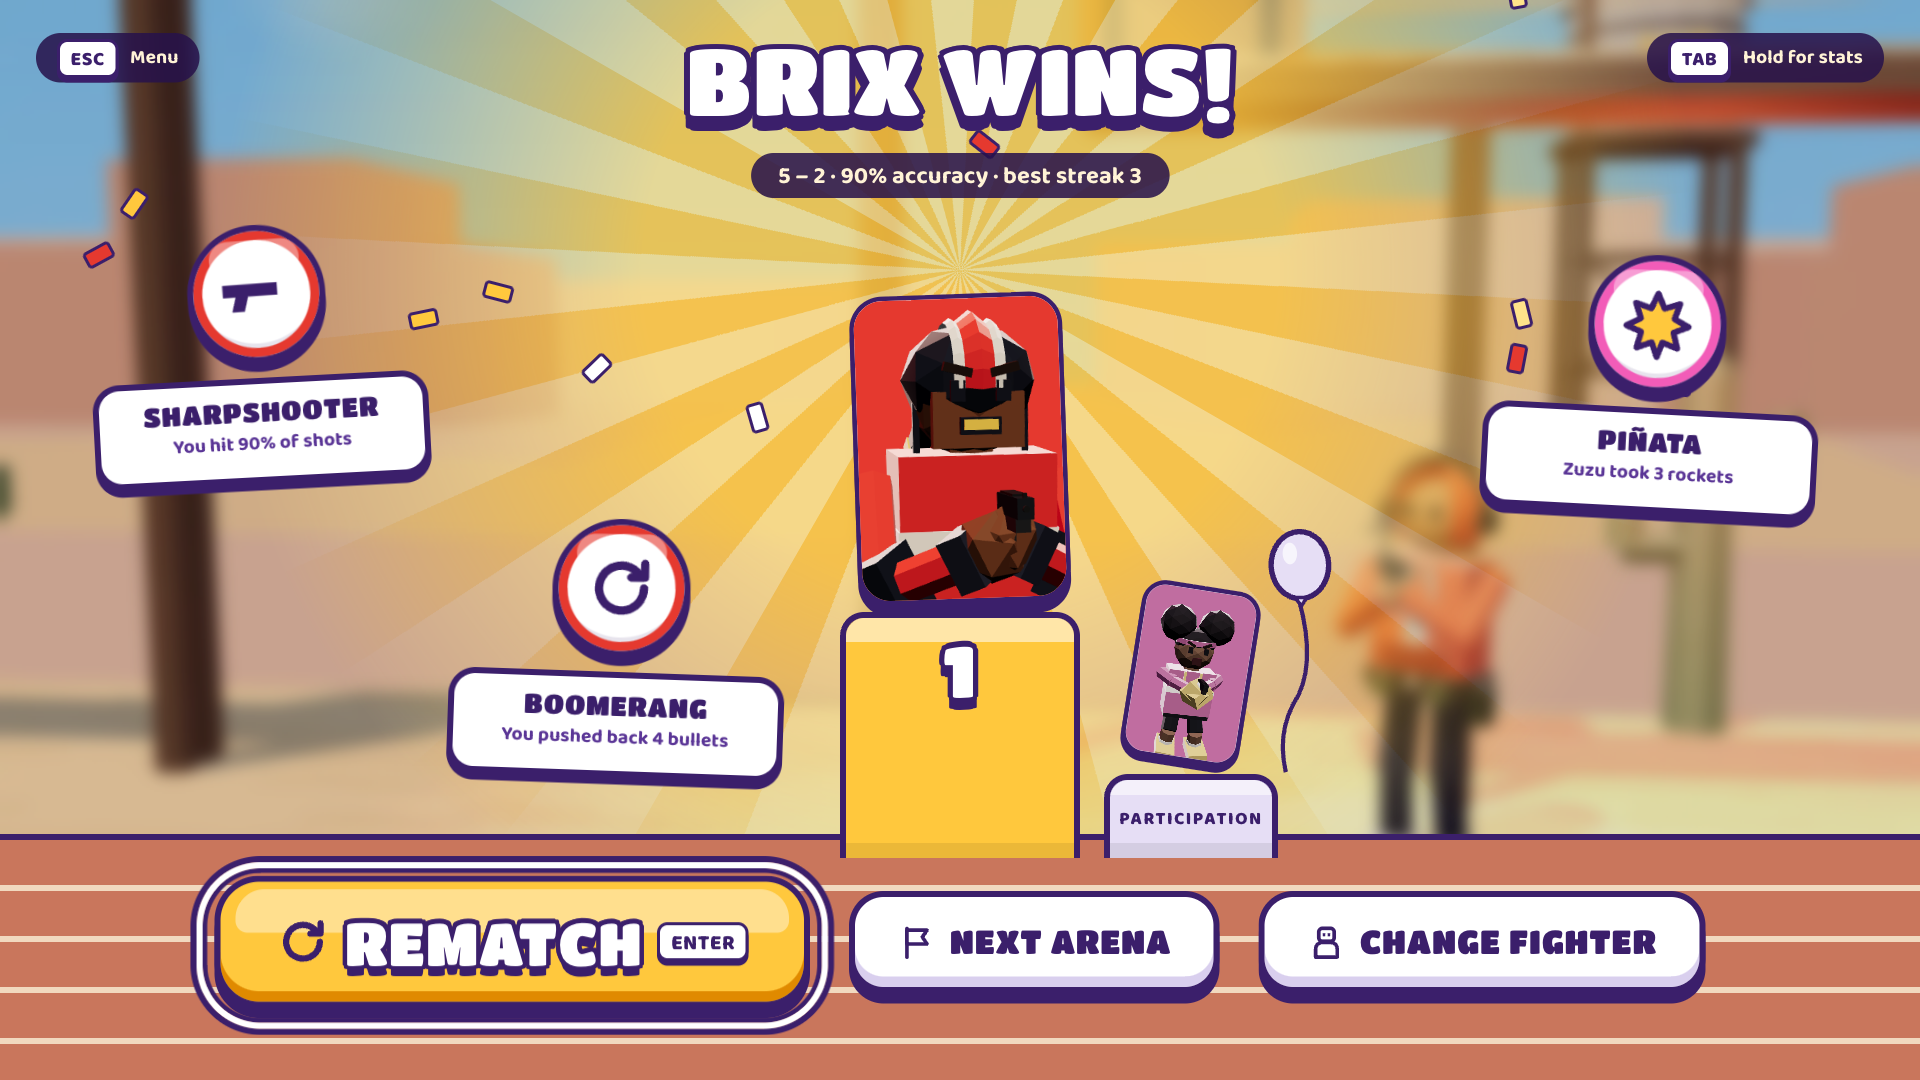 ESC Menu
BRIX WINS!
TAB Hold for stats
5 – 2 · 90% accuracy · best streak 3
SHARPSHOOTER
You hit 90% of shots
PIÑATA
Zuzu took 3 rockets
BOOMERANG
You pushed back 4 bullets
1
PARTICIPATION
REMATCH ENTER
NEXT ARENA
CHANGE FIGHTER